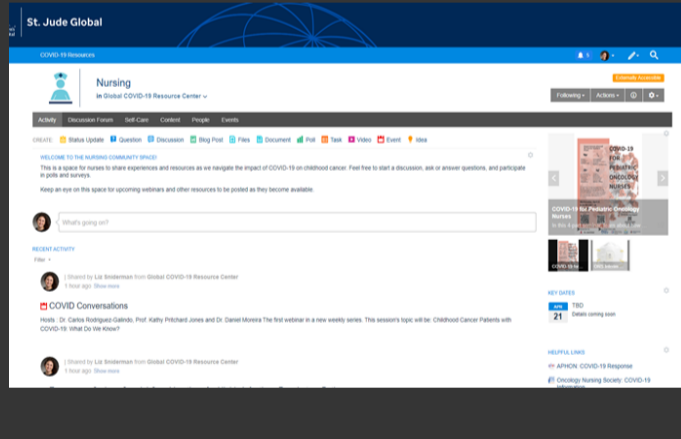 St. Jude Global
COVID-19 Resources
Nursing
in Global COVID-19 Resource Center
Externally Accessible
Following
Actions
Activity
Discussion Forum
Self-Care
Content
People
Events
CREATE:
Status Update
Question
Discussion
Blog Post
Files
Document
Poll
Task
Video
Event
Idea
WELCOME TO THE NURSING COMMUNITY SPACE!
This is a space for nurses to share experiences and resources as we navigate the impact of COVID-19 on childhood cancer. Feel free to start a discussion, ask or answer questions, and participate
in polls and surveys.
Keep an eye on this space for upcoming webinars and other resources to be posted as they become available.
What's going on?
COVID-19
FOR
PEDIATRIC
ONCOLOGY
NURSES
COVID-19 for Pediatric Oncology
Nurses
RECENT ACTIVITY
Filter
| Shared by Liz Sniderman from Global COVID-19 Resource Center
1 hour ago Show more
COVID Conversations
Hosts : Dr. Carlos Rodriguez-Galindo, Prof. Kathy Pritchard Jones and Dr. Daniel Moreira The first webinar in a new weekly series. This session's topic will be: Childhood Cancer Patients with
COVID-19: What Do We Know?
| Shared by Liz Sniderman from Global COVID-19 Resource Center
1 hour ago Show more
KEY DATES
APR
21
TBD
Details coming soon
HELPFUL LINKS
APHON: COVID-19 Response
Oncology Nursing Society: COVID-19
Information